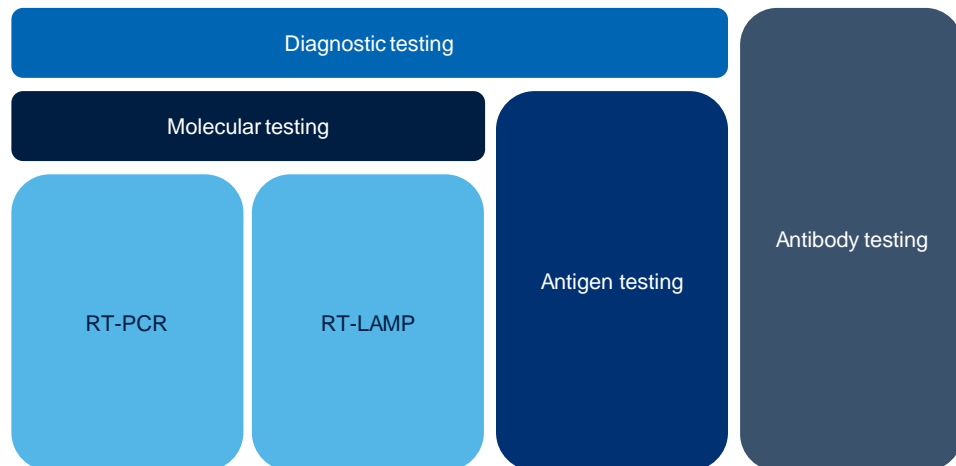 Diagnostic testing
Molecular testing
Antigen testing
Antibody testing
RT-PCR
RT-LAMP